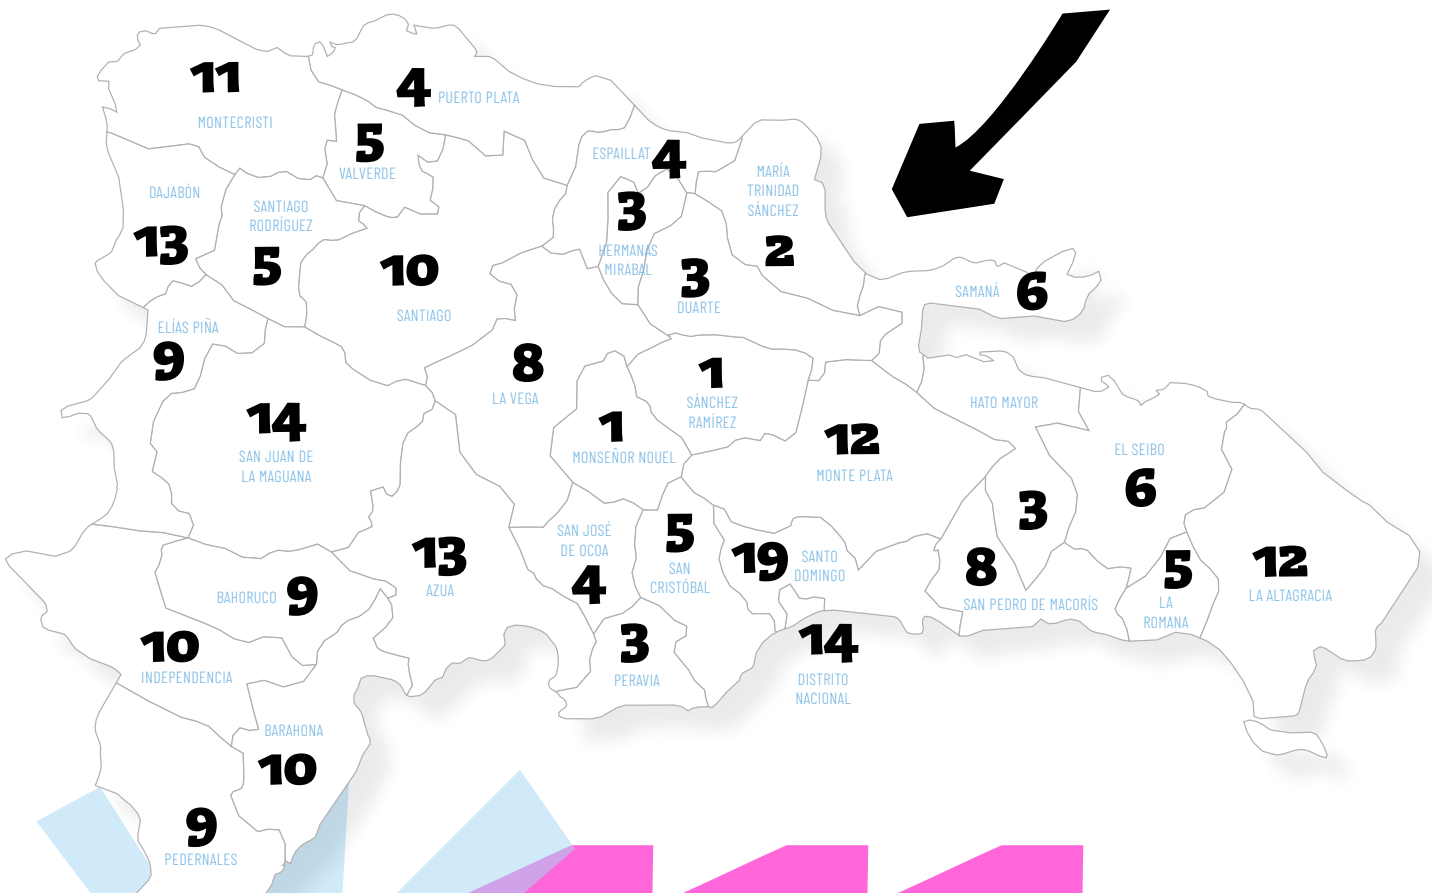 11
MONTECRISTI
4 PUERTO PLATA
5
VALVERDE
ESPAILLAT 4
MARÍA
TRINIDAD
SÁNCHEZ
2
DAJABÓN
13
SANTIAGO
RODRÍGUEZ
5
3
HERMANAS
MIRABAL
10
SANTIAGO
3
DUARTE
SAMANÁ 6
ELÍAS PIÑA
9
8
LA VEGA
1
SÁNCHEZ
RAMÍREZ
HATO MAYOR
3
14
SAN JUAN DE
LA MAGUANA
1
MONSEÑOR NOUEL
12
MONTE PLATA
EL SEIBO
6
13
AZUA
SAN JOSÉ
DE OCOA
4
5
SAN
CRISTÓBAL
19 SANTO
DOMINGO
8
SAN PEDRO DE MACORÍS
5
LA
ROMANA
12
LA ALTAGRACIA
BAHORUCO 9
10
INDEPENDENCIA
3
PERAVIA
14
DISTRITO
NACIONAL
BARAHONA
10
9
PEDERNALES